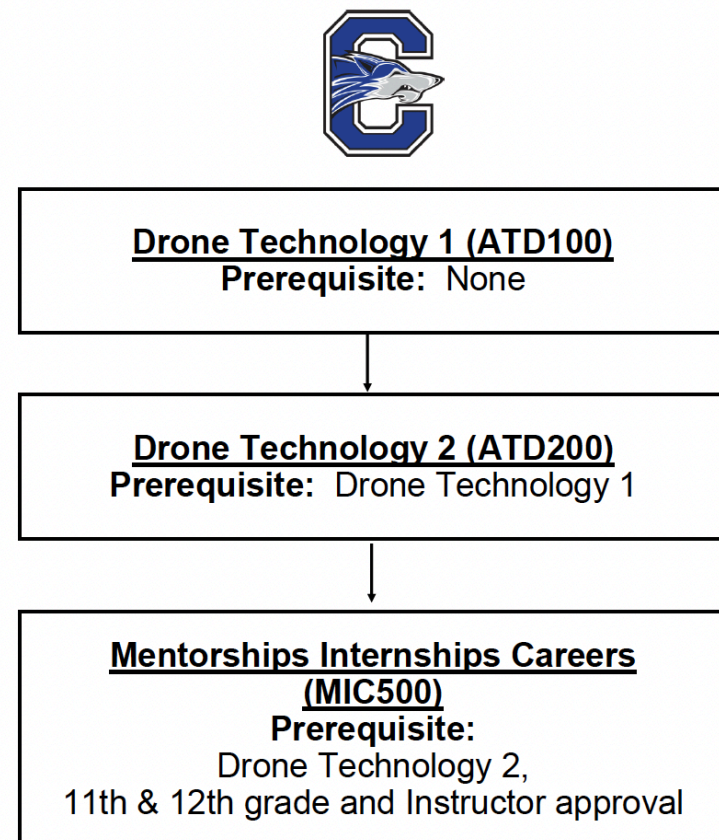 C
Drone Technology 1 (ATD100)
Prerequisite: None
Drone Technology 2 (ATD200)
Prerequisite: Drone Technology 1
Mentorships Internships Careers
(MIC500)
Prerequisite:
Drone Technology 2,
11th & 12th grade and Instructor approval